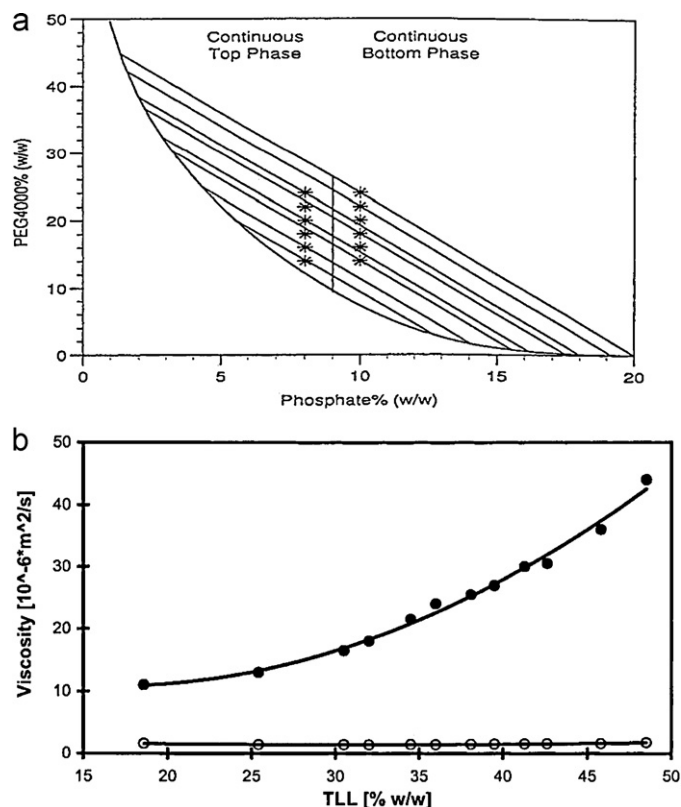 a
50
40
30
20
10
0
PEG4000% (w/w)
Continuous Top Phase
Continuous Bottom Phase
0 5 10 15 20
Phosphate% (w/w)
b
50
40
30
20
10
0
Viscosity [10^-6*m^2/s]
15 20 25 30 35 40 45 50
TLL [% w/w]